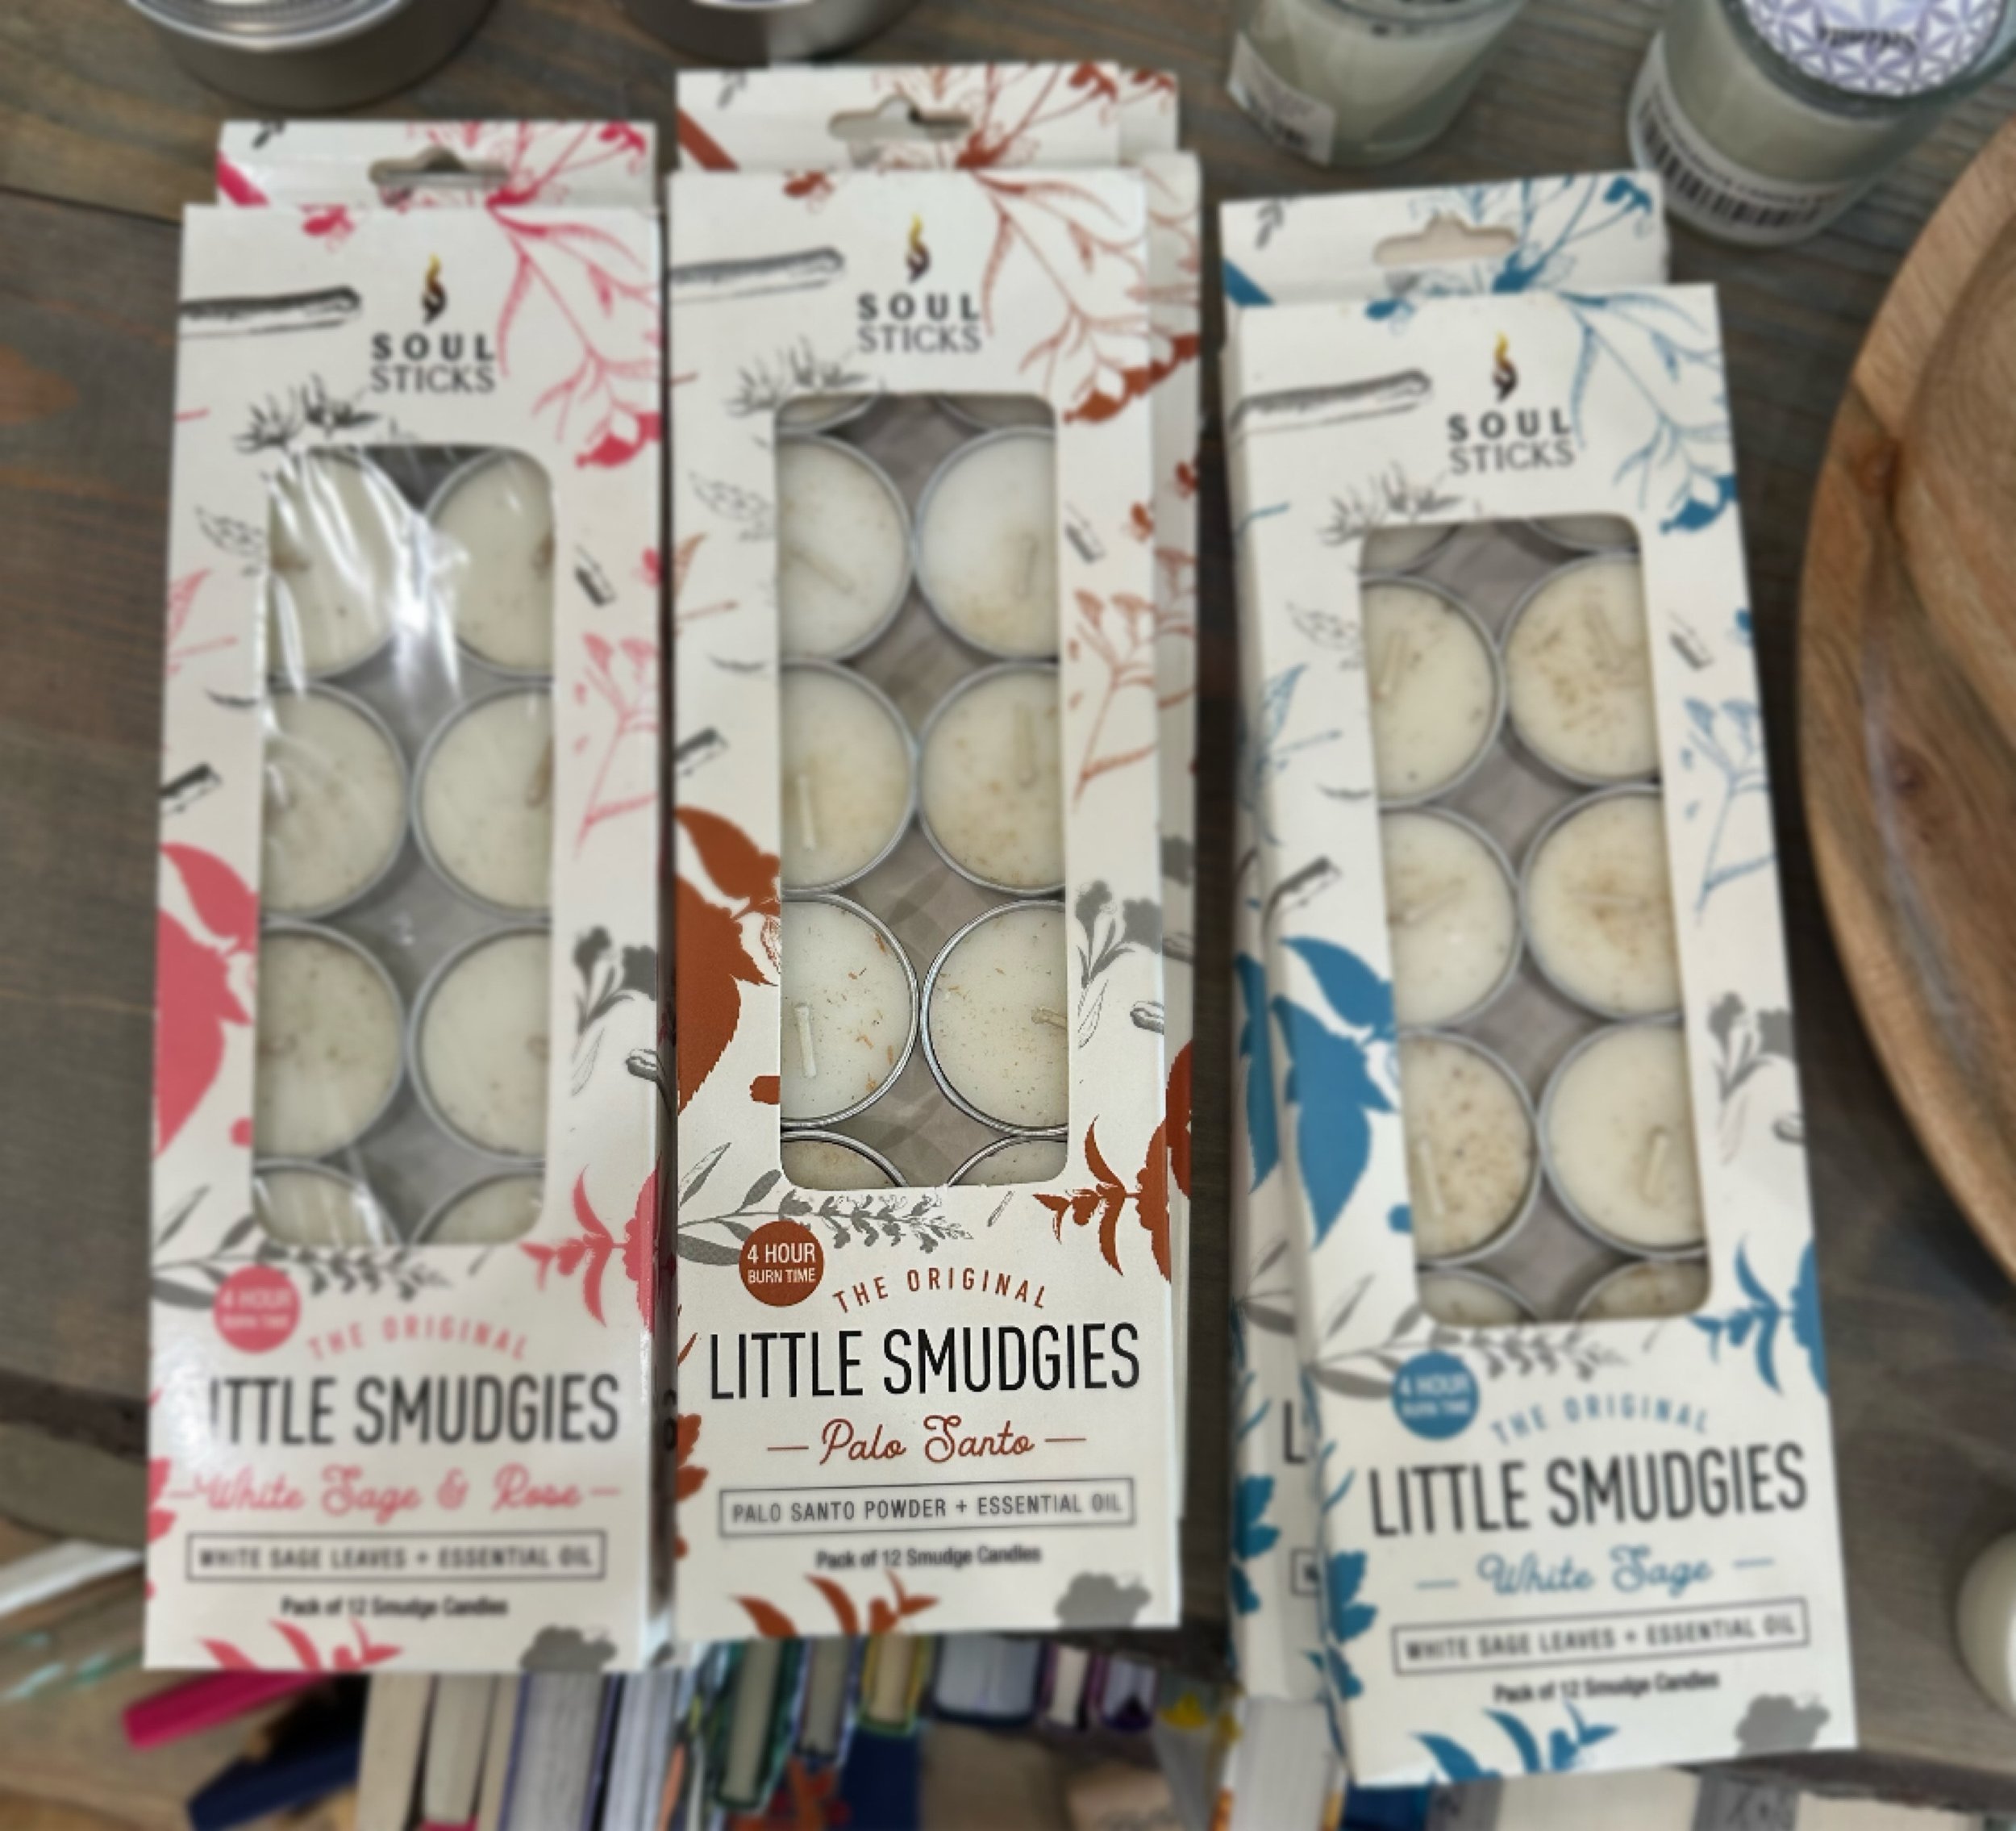 SOUL
STICKS
4 HOUR
BURN TIME
THE ORIGINAL
LITTLE SMUDGIES
White Sage & Rose
WHITE SAGE LEAVES + ESSENTIAL OIL
Pack of 12 Smudge Candies
SOUL
STICKS
4 HOUR
BURN TIME
THE ORIGINAL
LITTLE SMUDGIES
Palo Santo
PALO SANTO POWDER + ESSENTIAL OIL
Pack of 12 Smudge Candles
SOUL
STICKS
4 HOUR
BURN TIME
THE ORIGINAL
LITTLE SMUDGIES
White Sage
WHITE SAGE LEAVES + ESSENTIAL OIL
Pack of 12 Smudge Candles